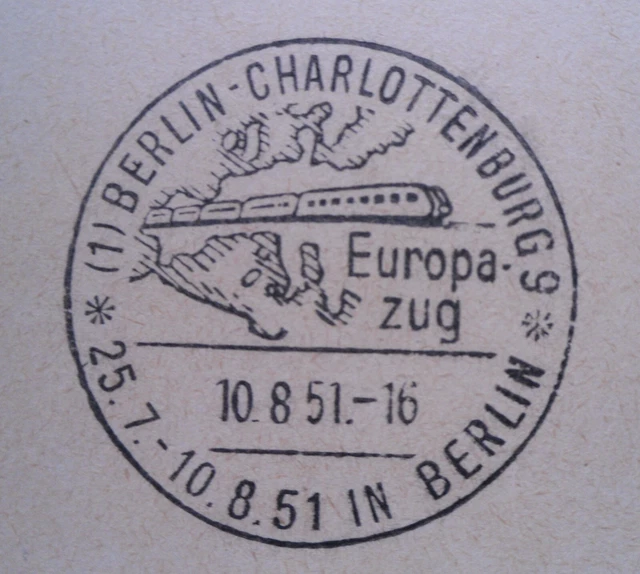 (1) BERLIN-CHARLOTTENBURG 9
Europa-
zug
10.8 51.-16
* 25.7.-10.8.51 IN BERLIN *